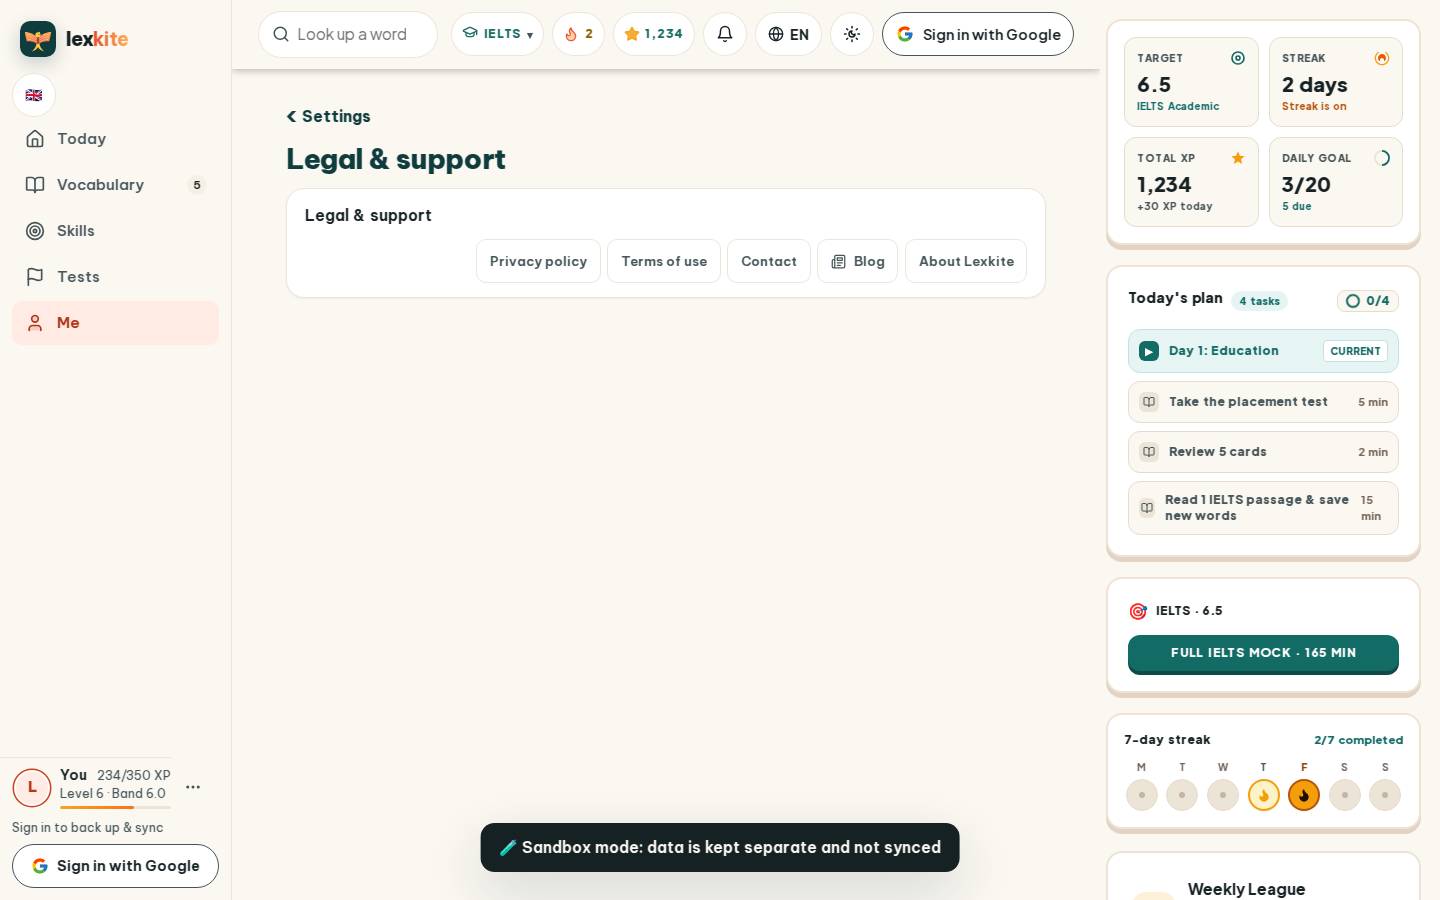 lexkite
Today
Vocabulary 5
Skills
Tests
Me
You 234/350 XP
Level 6 · Band 6.0
Sign in to back up & sync
Sign in with Google
Look up a word
IELTS ▾
2
1,234
EN
Sign in with Google
Settings
Legal & support
Legal & support
Privacy policy
Terms of use
Contact
Blog
About Lexkite
🧪 Sandbox mode: data is kept separate and not synced
TARGET
6.5
IELTS Academic
STREAK
2 days
Streak is on
TOTAL XP
1,234
+30 XP today
DAILY GOAL
3/20
5 due
Today's plan 4 tasks 0/4
Day 1: Education CURRENT
Take the placement test 5 min
Review 5 cards 2 min
Read 1 IELTS passage & save 15
new words min
IELTS · 6.5
FULL IELTS MOCK · 165 MIN
7-day streak 2/7 completed
M T W T F S S
Weekly League
L